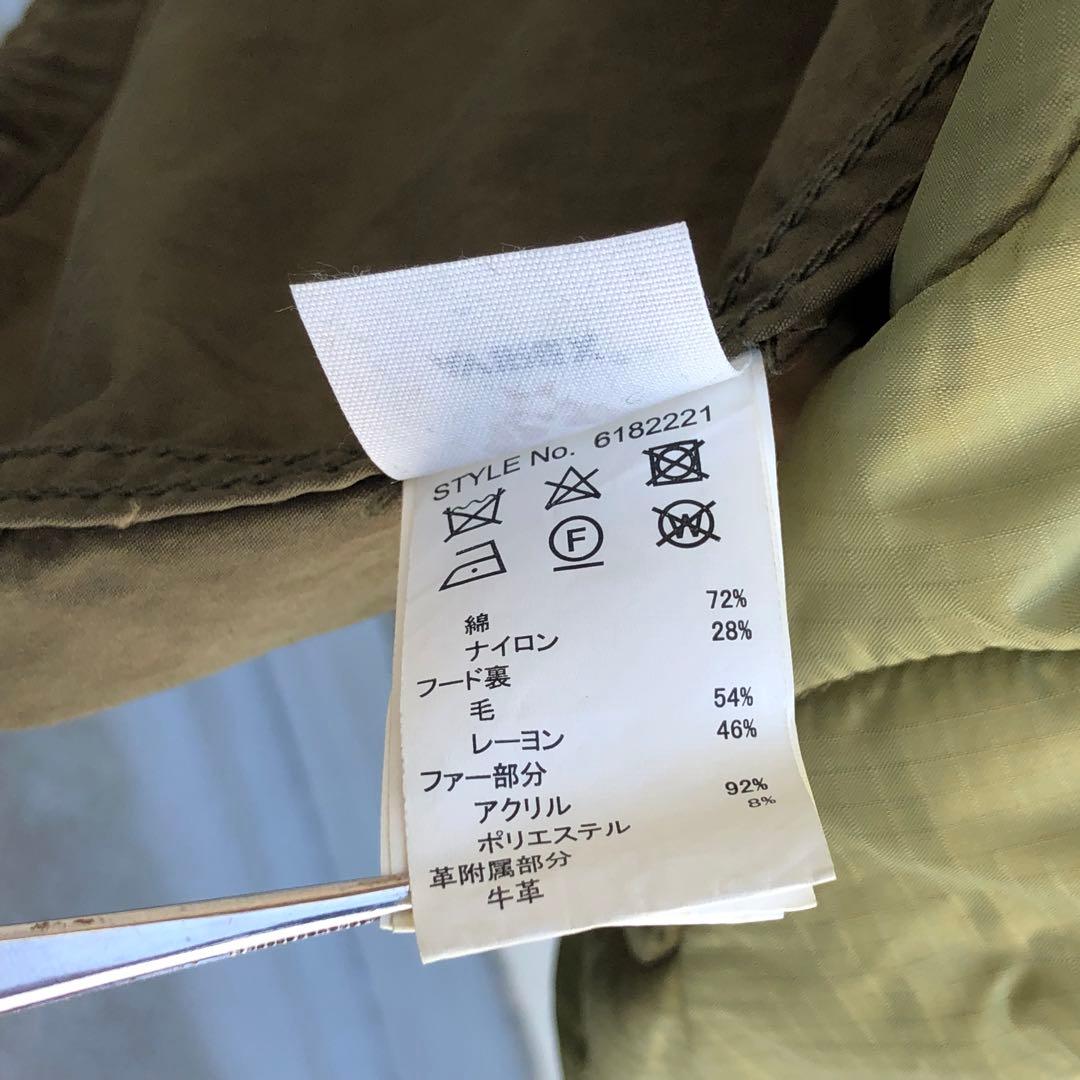 STYLE No. 6182221
F
W
綿 72%
ナイロン 28%
フード裏
毛 54%
レーヨン 46%
ファー部分
アクリル 92%
ポリエステル 8%
革附属部分
牛革